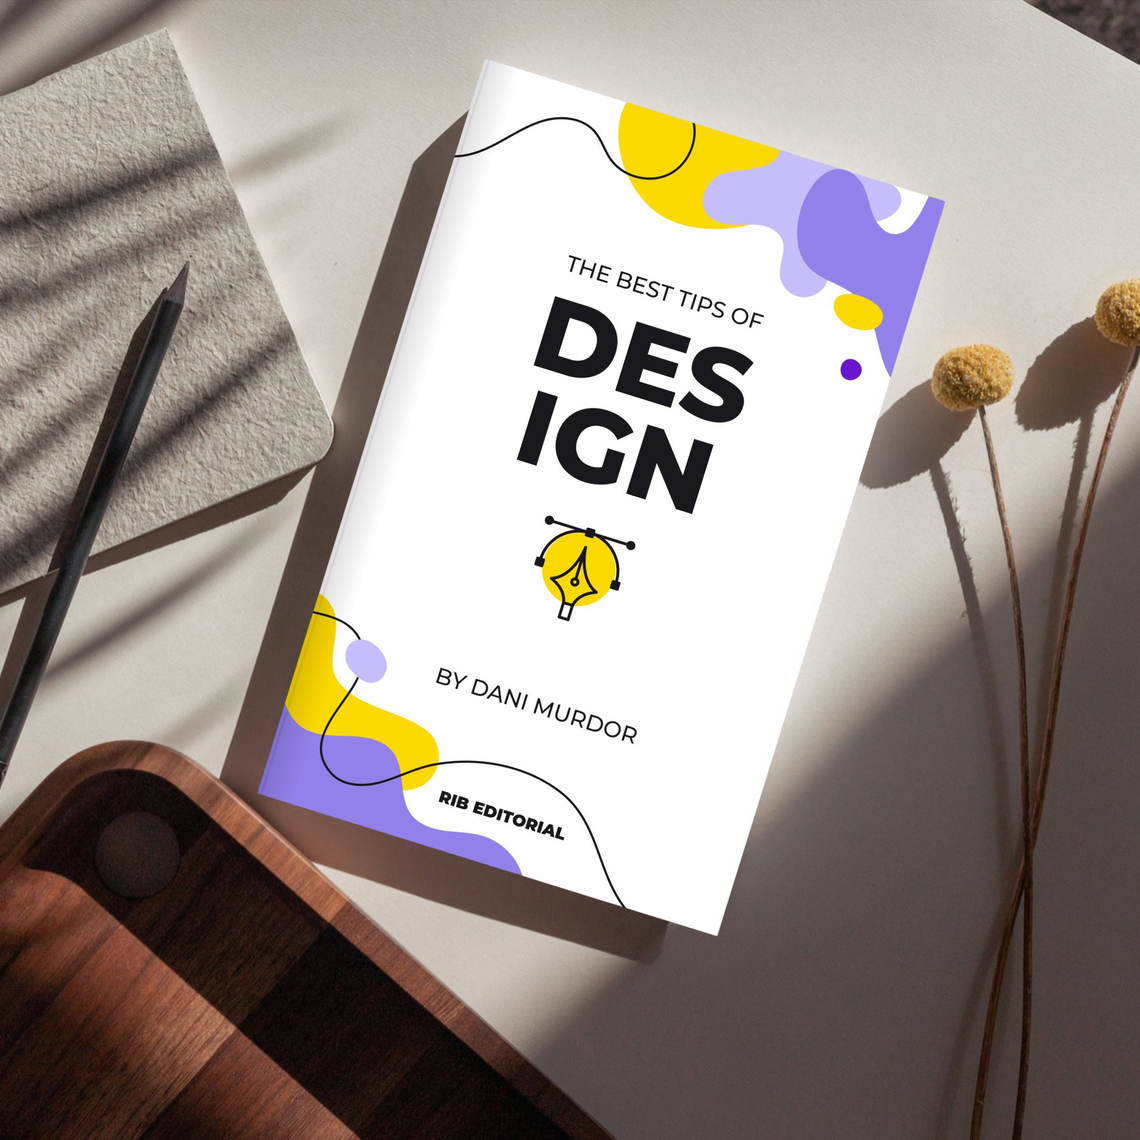 THE BEST TIPS OF
DES
IGN
BY DANI MURDOR
RIB EDITORIAL